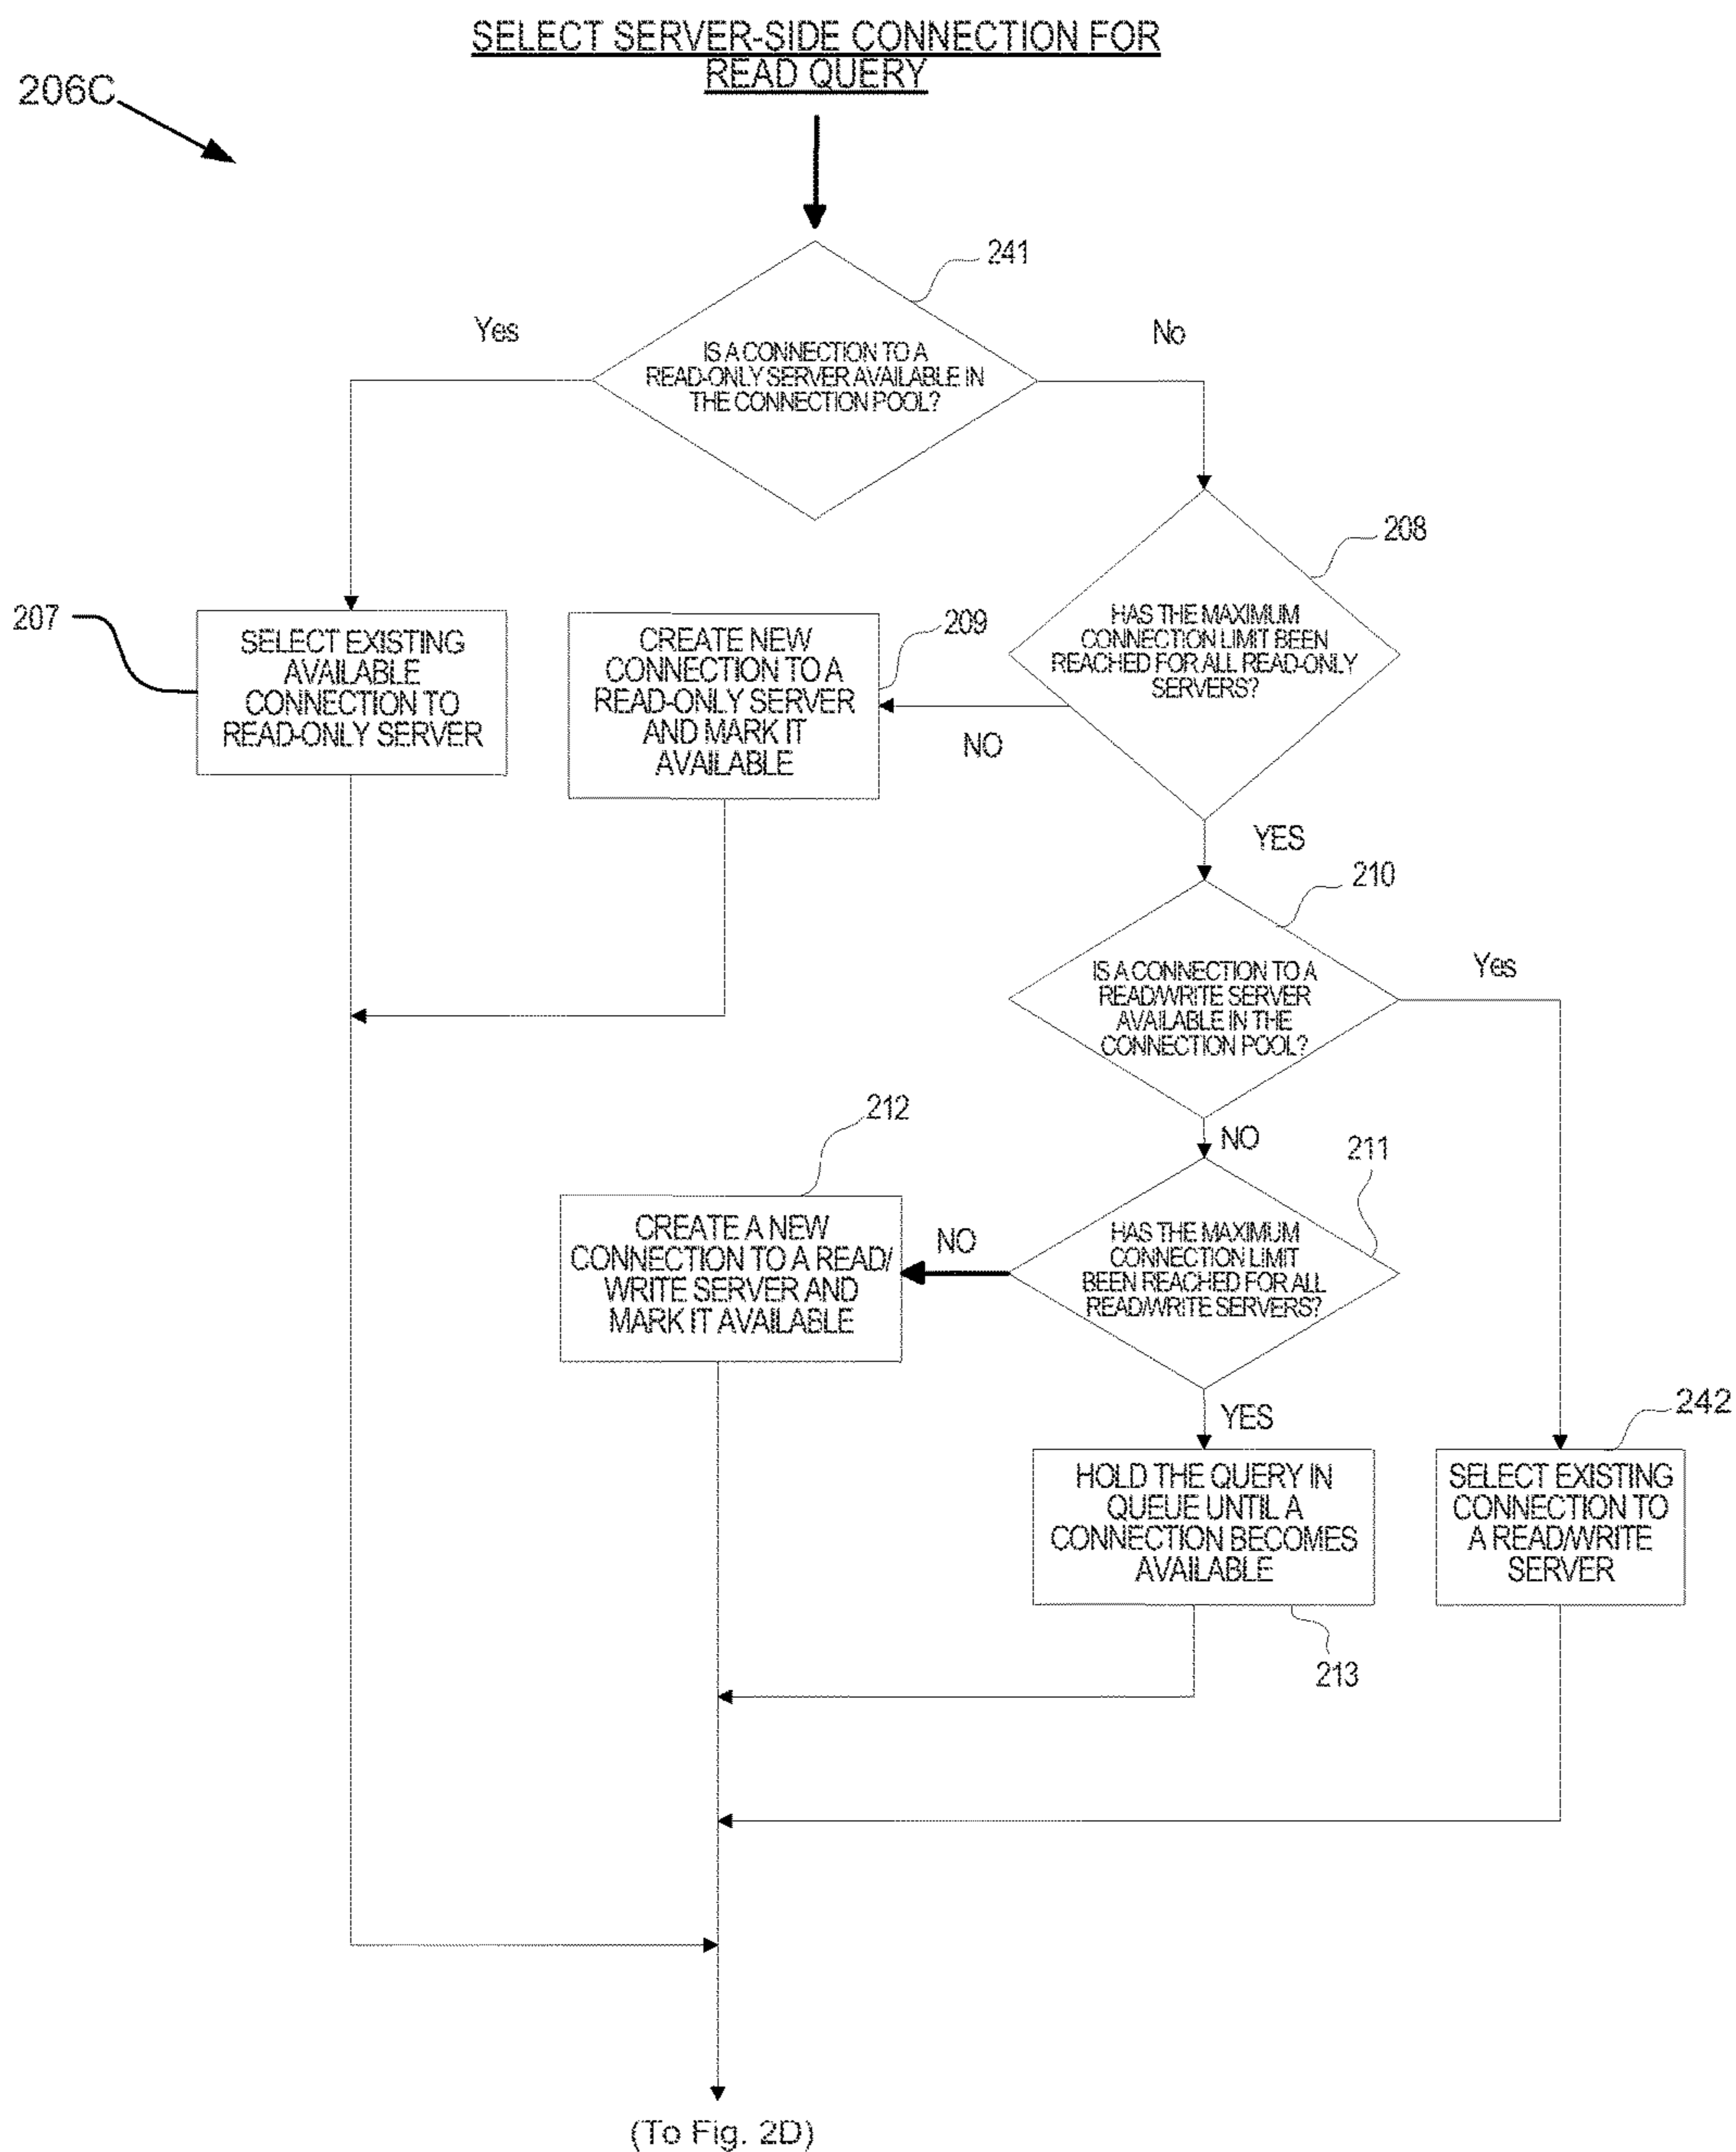 SELECT SERVER-SIDE CONNECTION FOR
READ QUERY
206C
241
Yes
No
IS A CONNECTION TO A
READ-ONLY SERVER AVAILABLE IN
THE CONNECTION POOL?
208
HAS THE MAXIMUM
CONNECTION LIMIT BEEN
REACHED FOR ALL READ-ONLY
SERVERS?
207
SELECT EXISTING
AVAILABLE
CONNECTION TO
READ-ONLY SERVER
209
CREATE NEW
CONNECTION TO A
READ-ONLY SERVER
AND MARK IT
AVAILABLE
NO
YES
210
IS A CONNECTION TO A
READ/WRITE SERVER
AVAILABLE IN THE
CONNECTION POOL?
Yes
NO
212
CREATE A NEW
CONNECTION TO A READ/
WRITE SERVER AND
MARK IT AVAILABLE
NO
211
HAS THE MAXIMUM
CONNECTION LIMIT
BEEN REACHED FOR ALL
READ/WRITE SERVERS?
YES
242
HOLD THE QUERY IN
QUEUE UNTIL A
CONNECTION BECOMES
AVAILABLE
213
SELECT EXISTING
CONNECTION TO
A READ/WRITE
SERVER
(To Fig. 2D)